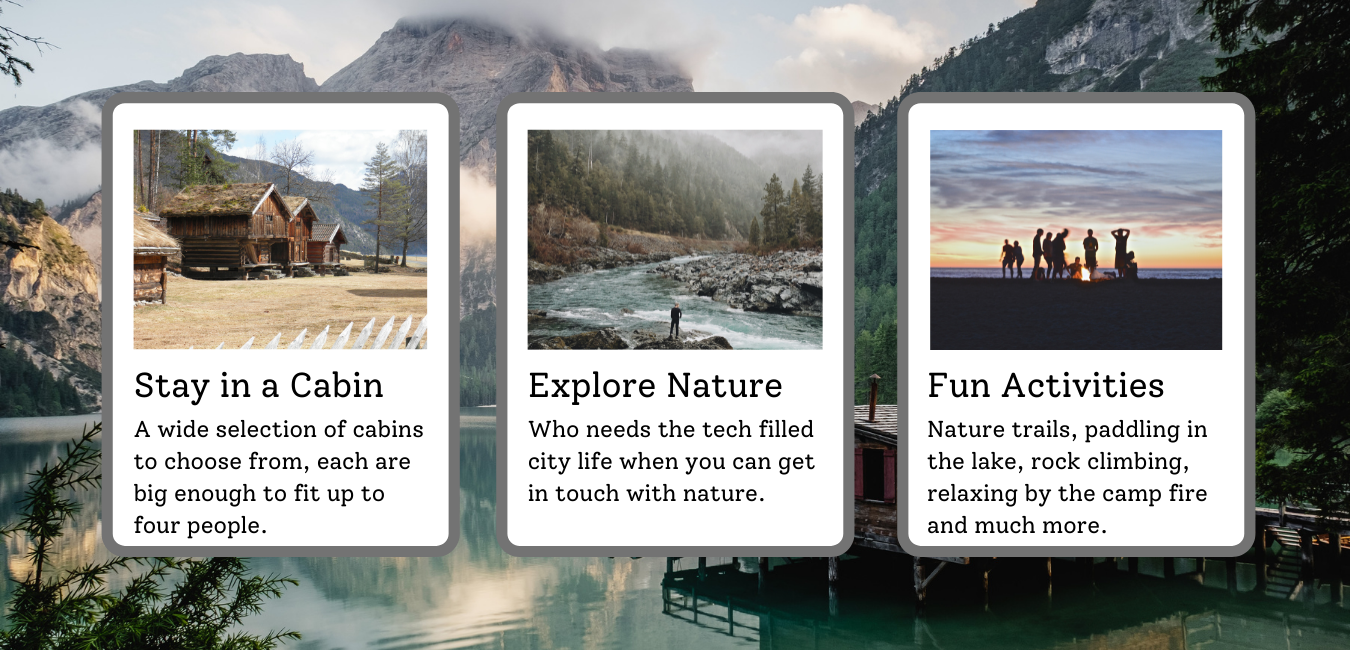 Stay in a Cabin
A wide selection of cabins
to choose from, each are
big enough to fit up to
four people.
Explore Nature
Who needs the tech filled
city life when you can get
in touch with nature.
Fun Activities
Nature trails, paddling in
the lake, rock climbing,
relaxing by the camp fire
and much more.